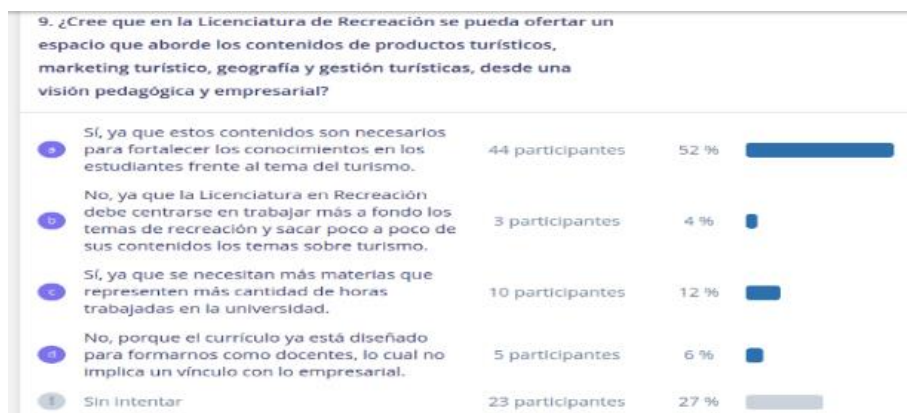 9. ¿Cree que en la Licenciatura de Recreación se pueda ofertar un
espacio que aborde los contenidos de productos turísticos,
marketing turístico, geografía y gestión turísticas, desde una
visión pedagógica y empresarial?
a
Sí, ya que estos contenidos son necesarios
para fortalecer los conocimientos en los
estudiantes frente al tema del turismo.
44 participantes 52 %
b
No, ya que la Licenciatura en Recreación
debe centrarse en trabajar más a fondo los
temas de recreación y sacar poco a poco de
sus contenidos los temas sobre turismo.
3 participantes 4 %
c
Sí, ya que se necesitan más materias que
representen más cantidad de horas
trabajadas en la universidad.
10 participantes 12 %
d
No, porque el currículo ya está diseñado
para formarnos como docentes, lo cual no
implica un vínculo con lo empresarial.
5 participantes 6 %
Sin intentar 23 participantes 27 %